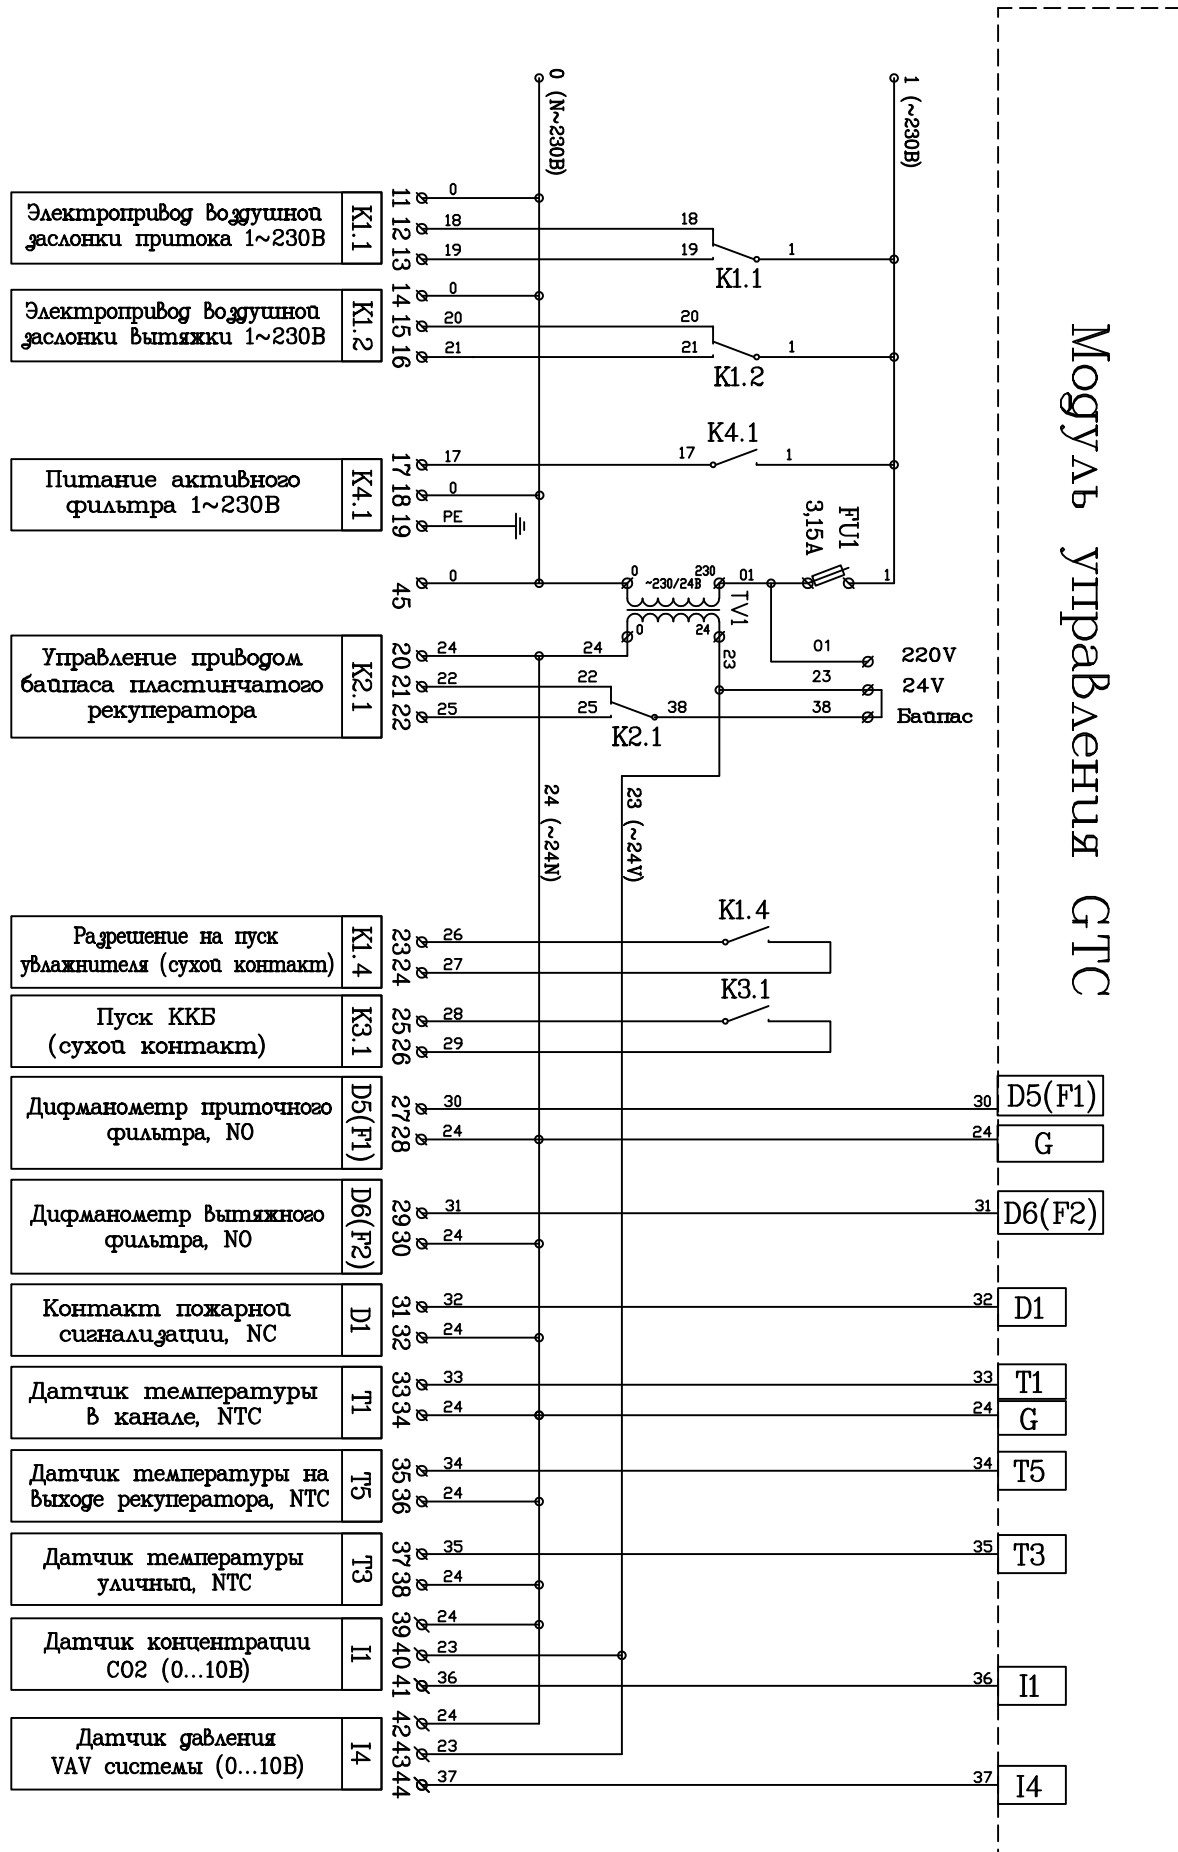 0 (N~230В)
1 (~230В)
Модуль управления GTC
Электропривод воздушной
заслонки притока 1~230В
K1.1
11
0
12
18
18
13
19
19
1
K1.1
Электропривод воздушной
заслонки вытяжки 1~230В
K1.2
14
0
15
20
20
16
21
21
1
K1.2
Питание активного
фильтра 1~230В
K4.1
K4.1
17
17
17
1
18
0
19
PE
FU1
3,15А
45
0
0
~230/24В
230
01
1
TV1
0
24
23
01
220V
23
24V
38
Байпас
Управление приводом
байпаса пластинчатого
рекуператора
K2.1
20
24
24
21
22
22
22
25
25
38
K2.1
24 (~24N)
23 (~24V)
Разрешение на пуск
увлажнителя (сухой контакт)
K1.4
23
26
24
27
K1.4
Пуск ККБ
(сухой контакт)
K3.1
25
28
26
29
K3.1
Дифманометр приточного
фильтра, NO
D5(F1)
27
30
30
D5(F1)
28
24
24
G
Дифманометр вытяжного
фильтра, NO
D6(F2)
29
31
31
D6(F2)
30
24
Контакт пожарной
сигнализации, NC
D1
31
32
32
D1
32
24
Датчик температуры
в канале, NTC
T1
33
33
33
T1
34
24
24
G
Датчик температуры на
выходе рекуператора, NTC
T5
35
34
34
T5
36
24
Датчик температуры
уличный, NTC
T3
37
35
35
T3
38
24
Датчик концентрации
CO2 (0...10В)
I1
39
24
40
23
41
36
36
I1
Датчик давления
VAV системы (0...10В)
I4
42
24
43
23
44
37
37
I4